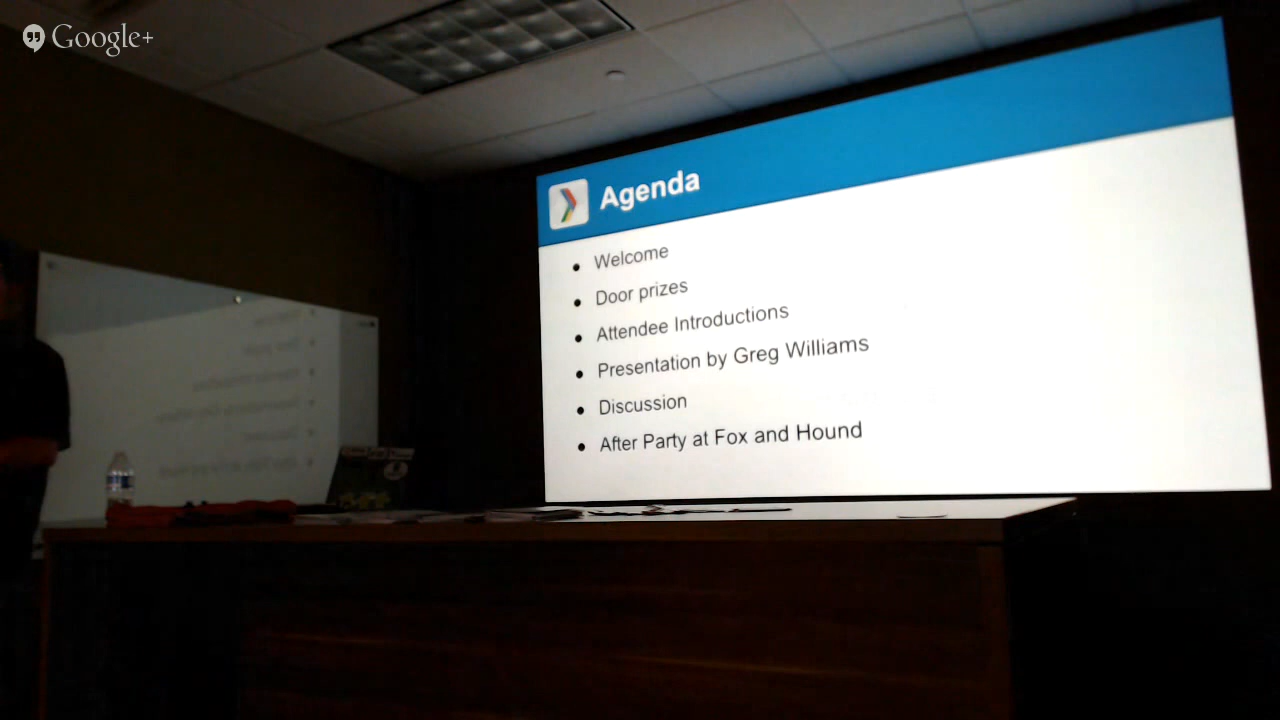 Google+
Agenda
Welcome
Door prizes
Attendee Introductions
Presentation by Greg Williams
Discussion
After Party at Fox and Hound